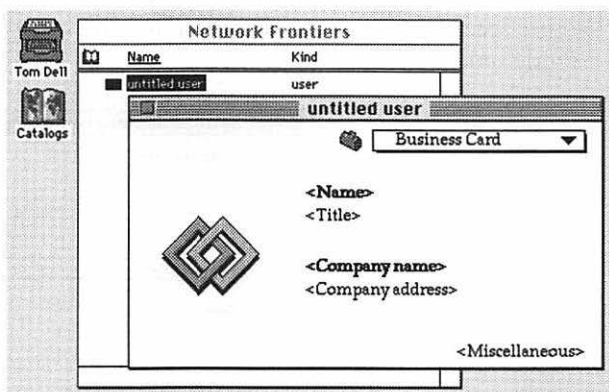 Network Frontiers
Name Kind
Tom Dell
untitled user user
Catalogs
untitled user
Business Card
<Name>
<Title>
<Company name>
<Company address>
<Miscellaneous>